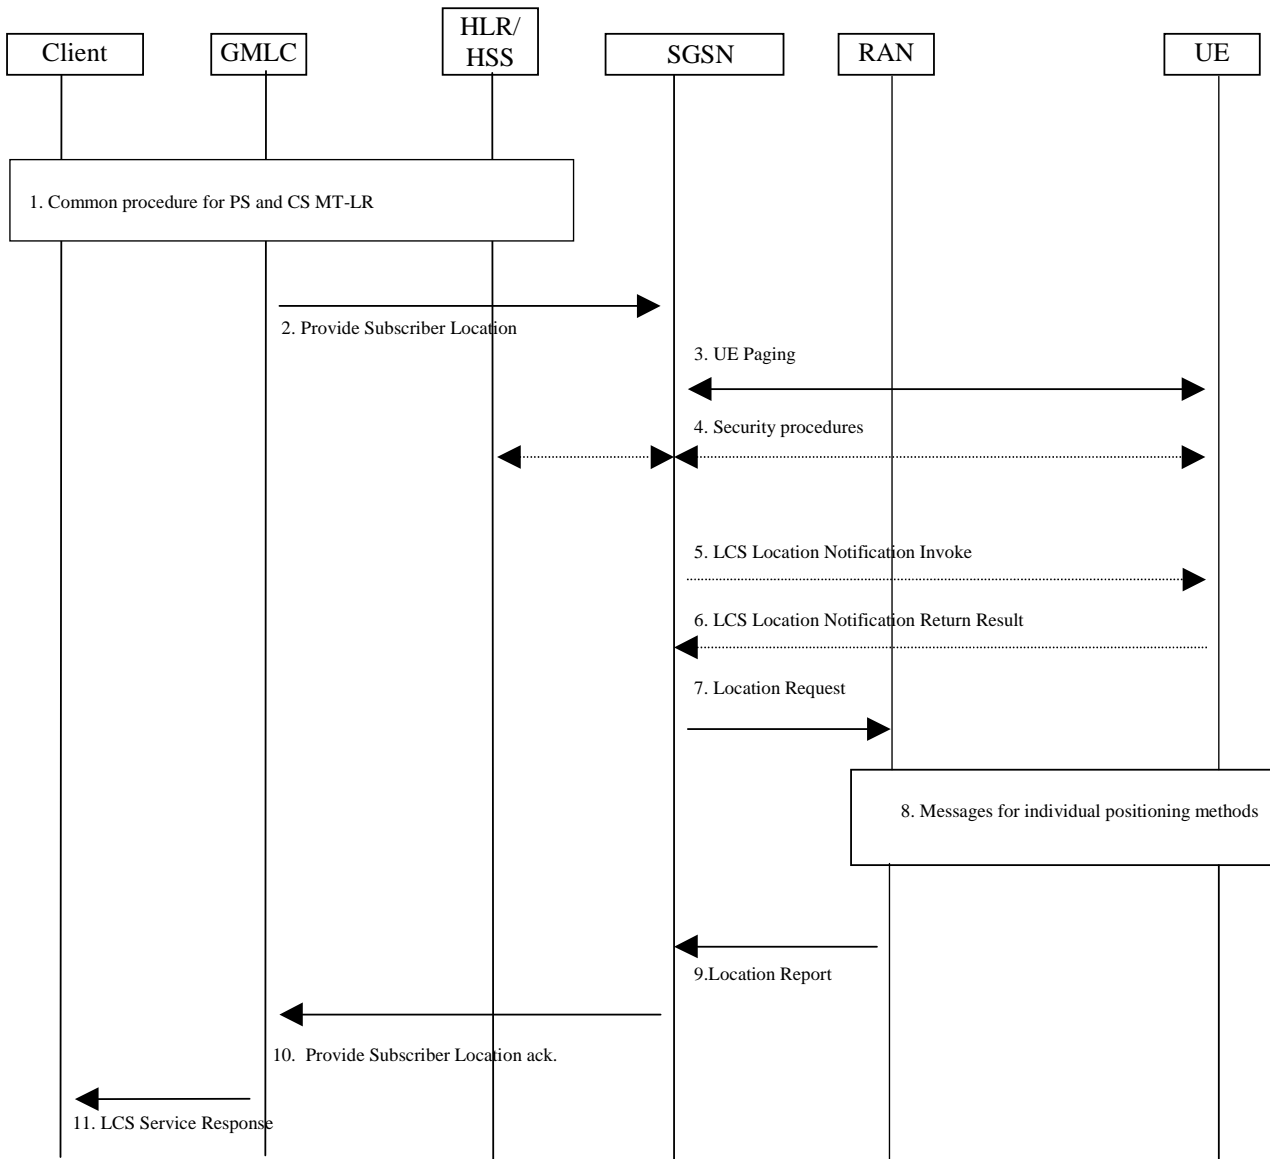 Client
GMLC
HLR/
HSS
SGSN
RAN
UE
1. Common procedure for PS and CS MT-LR
2. Provide Subscriber Location
3. UE Paging
4. Security procedures
5. LCS Location Notification Invoke
6. LCS Location Notification Return Result
7. Location Request
8. Messages for individual positioning methods
9.Location Report
10. Provide Subscriber Location ack.
11. LCS Service Response